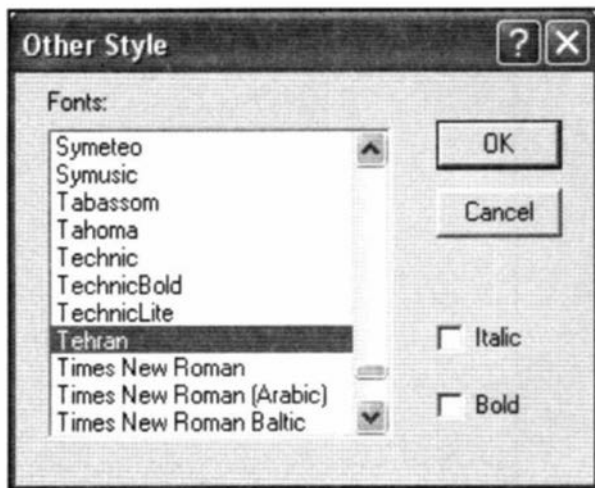 Other Style
Fonts:
Symeteo
Symusic
Tabassom
Tahoma
Technic
TechnicBold
TechnicLite
Tehran
Times New Roman
Times New Roman (Arabic)
Times New Roman Baltic
OK
Cancel
Italic
Bold